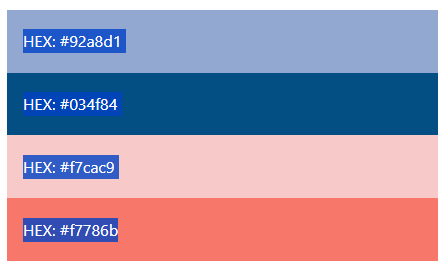 HEX: #92a8d1
HEX: #034f84
HEX: #f7cac9
HEX: #f7786b